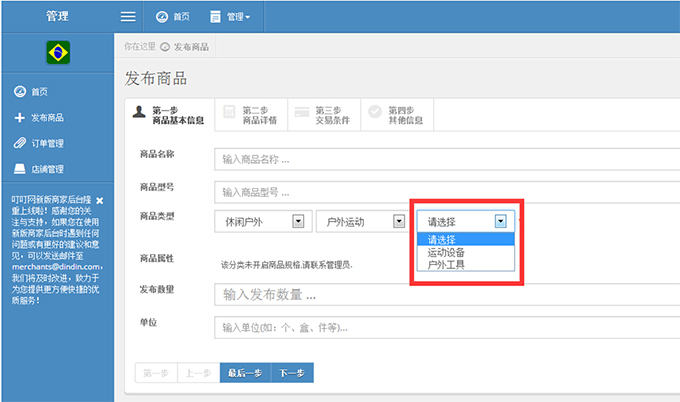 管理
首页
管理
你在这里 发布商品
首页
发布商品
订单管理
店铺管理
叮叮网新版商家后台隆
重上线啦！感谢您的关
注与支持，如果您在使用
新版商家后台时遇到任何
问题或有更好的建议和意
见，可以发送邮件至
merchants@dindin.com，
我们将及时改进，致力于
为您提供更方便快捷的优
质服务！
发布商品
第一步
商品基本信息
第二步
商品详情
第三步
交易条件
第四步
其他信息
商品名称
输入商品名称 ...
商品型号
输入商品型号 ...
商品类型
休闲户外
户外运动
请选择
请选择
运动设备
户外工具
商品属性
该分类未开启商品规格,请联系管理员.
发布数量
输入发布数量 ...
单位
输入单位(如：个、盒、件等)...
第一步
上一步
最后一步
下一步